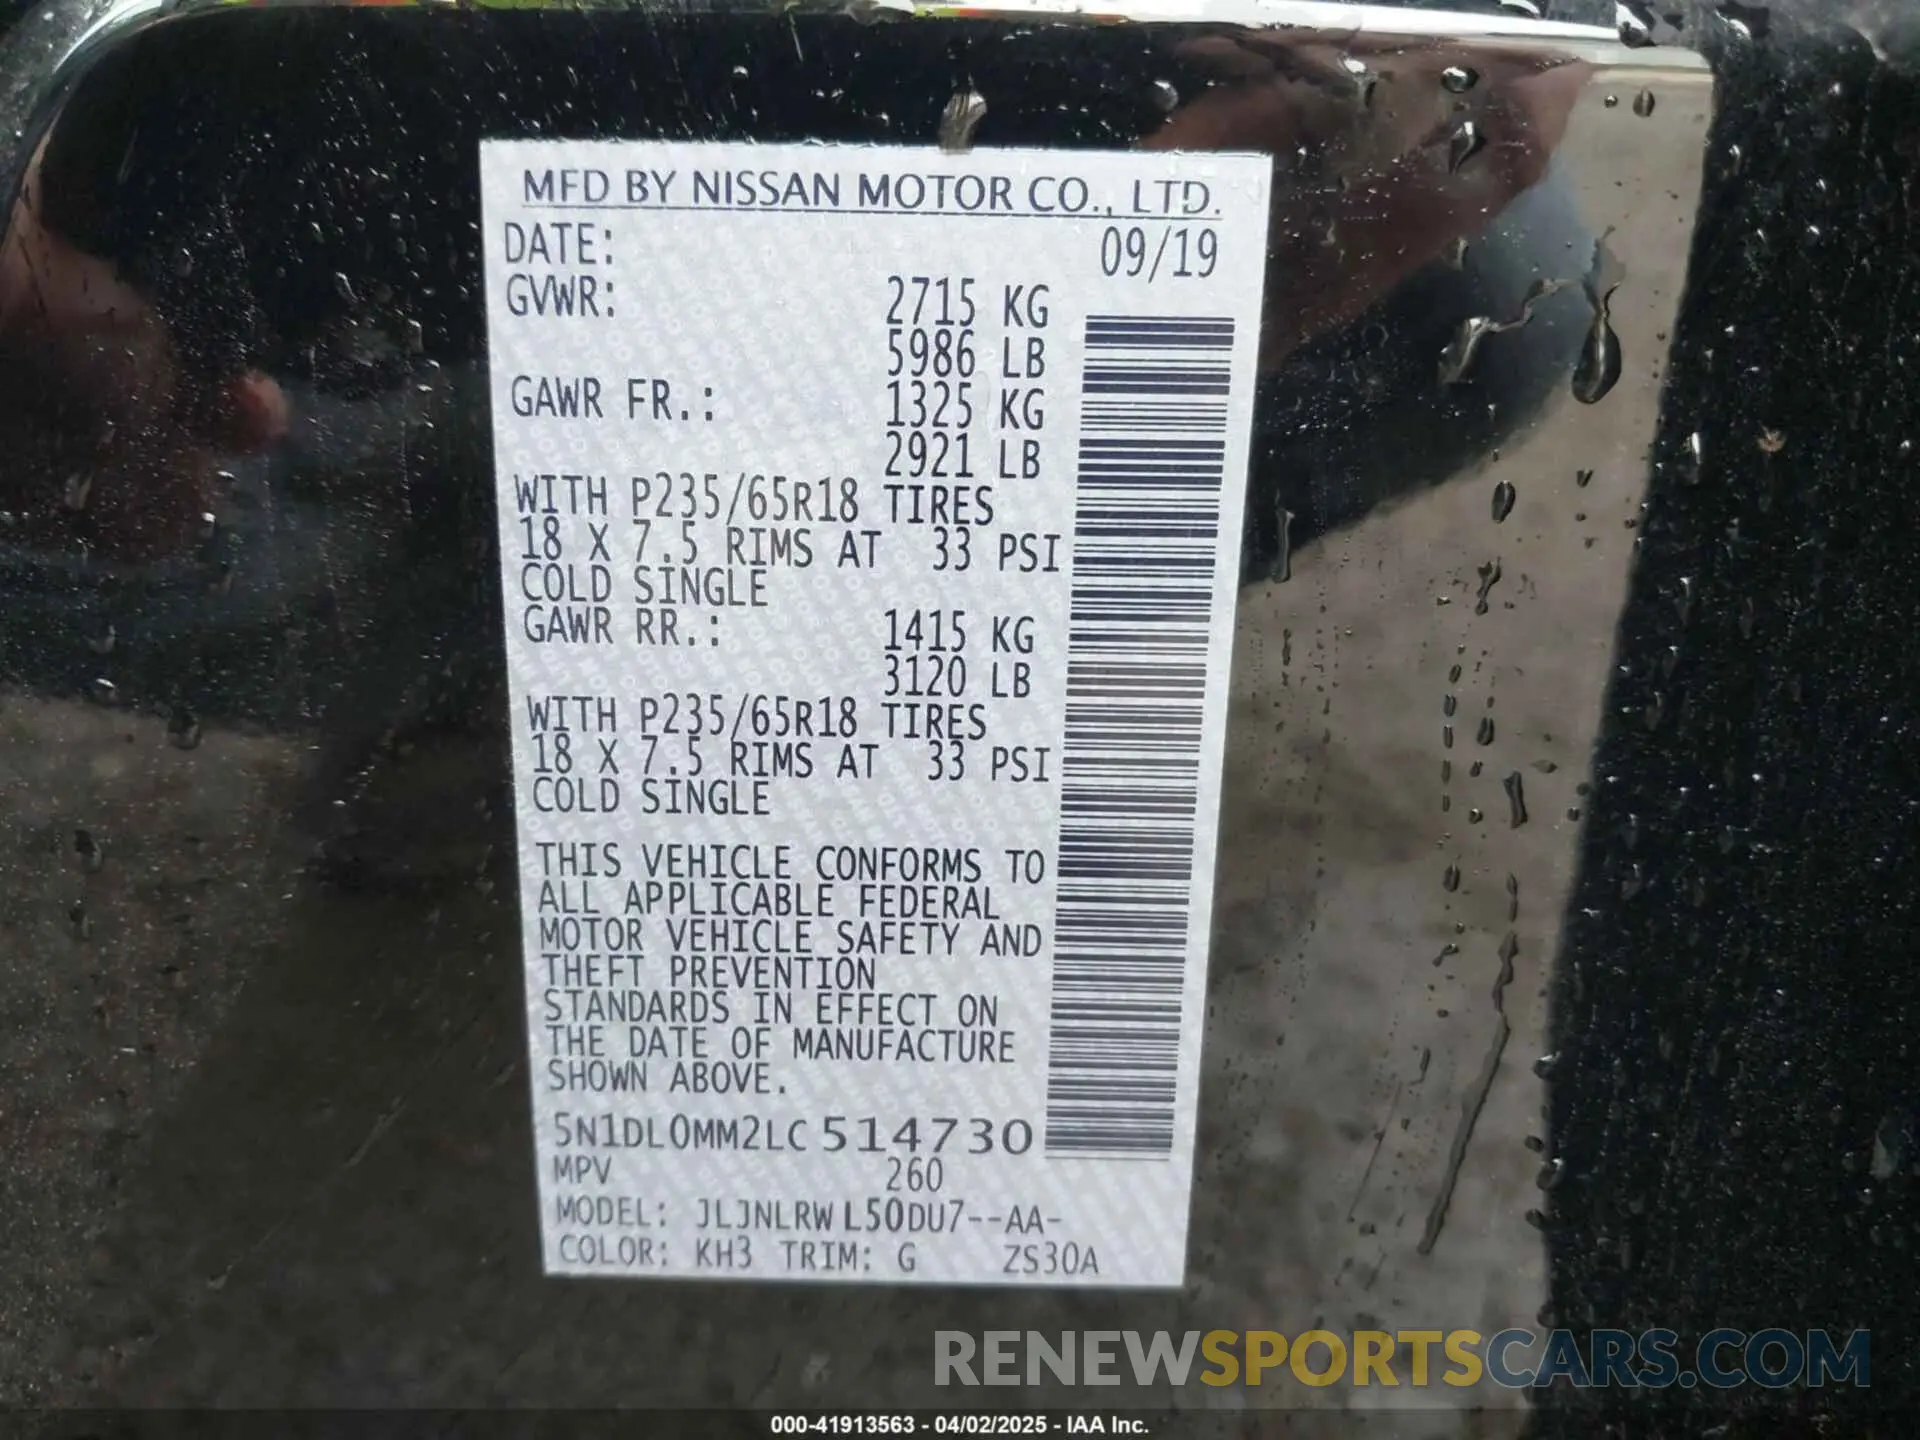 MFD BY NISSAN MOTOR CO., LTD.
DATE: 09/19
GVWR: 2715 KG
5986 LB
GAWR FR.: 1325 KG
2921 LB
WITH P235/65R18 TIRES
18 X 7.5 RIMS AT 33 PSI
COLD SINGLE
GAWR RR.: 1415 KG
3120 LB
WITH P235/65R18 TIRES
18 X 7.5 RIMS AT 33 PSI
COLD SINGLE
THIS VEHICLE CONFORMS TO
ALL APPLICABLE FEDERAL
MOTOR VEHICLE SAFETY AND
THEFT PREVENTION
STANDARDS IN EFFECT ON
THE DATE OF MANUFACTURE
SHOWN ABOVE.
5N1DL0MM2LC514730
MPV 260
MODEL: JLJNLRWL50DU7--AA-
COLOR: KH3 TRIM: G ZS30A
RENEWSPORTSCARS.COM
000-41913563 - 04/02/2025 - IAA Inc.